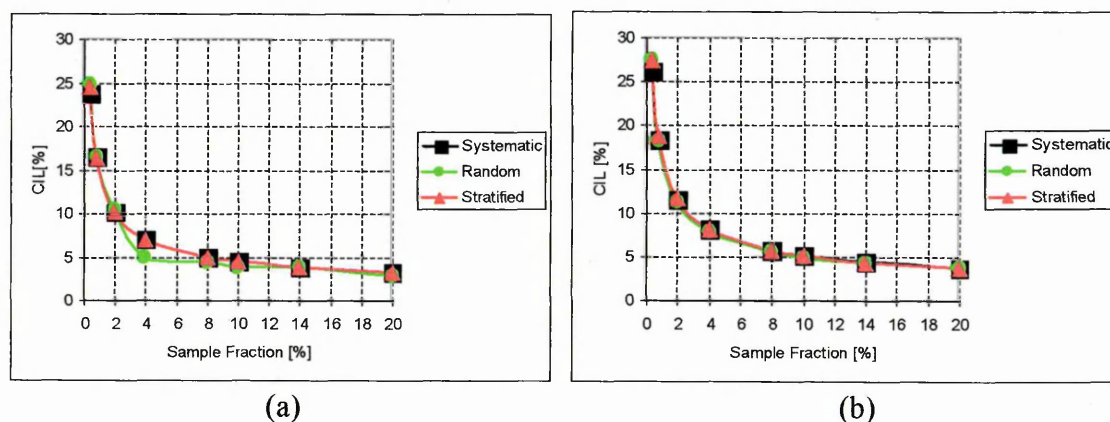 30
25
20
15
10
5
0
CIL[%]
0 2 4 6 8 10 12 14 16 18 20
Sample Fraction [%]
Systematic
Random
Stratified
(a)
30
25
20
15
10
5
0
CIL [%]
0 2 4 6 8 10 12 14 16 18 20
Sample Fraction [%]
Systematic
Random
Stratified
(b)